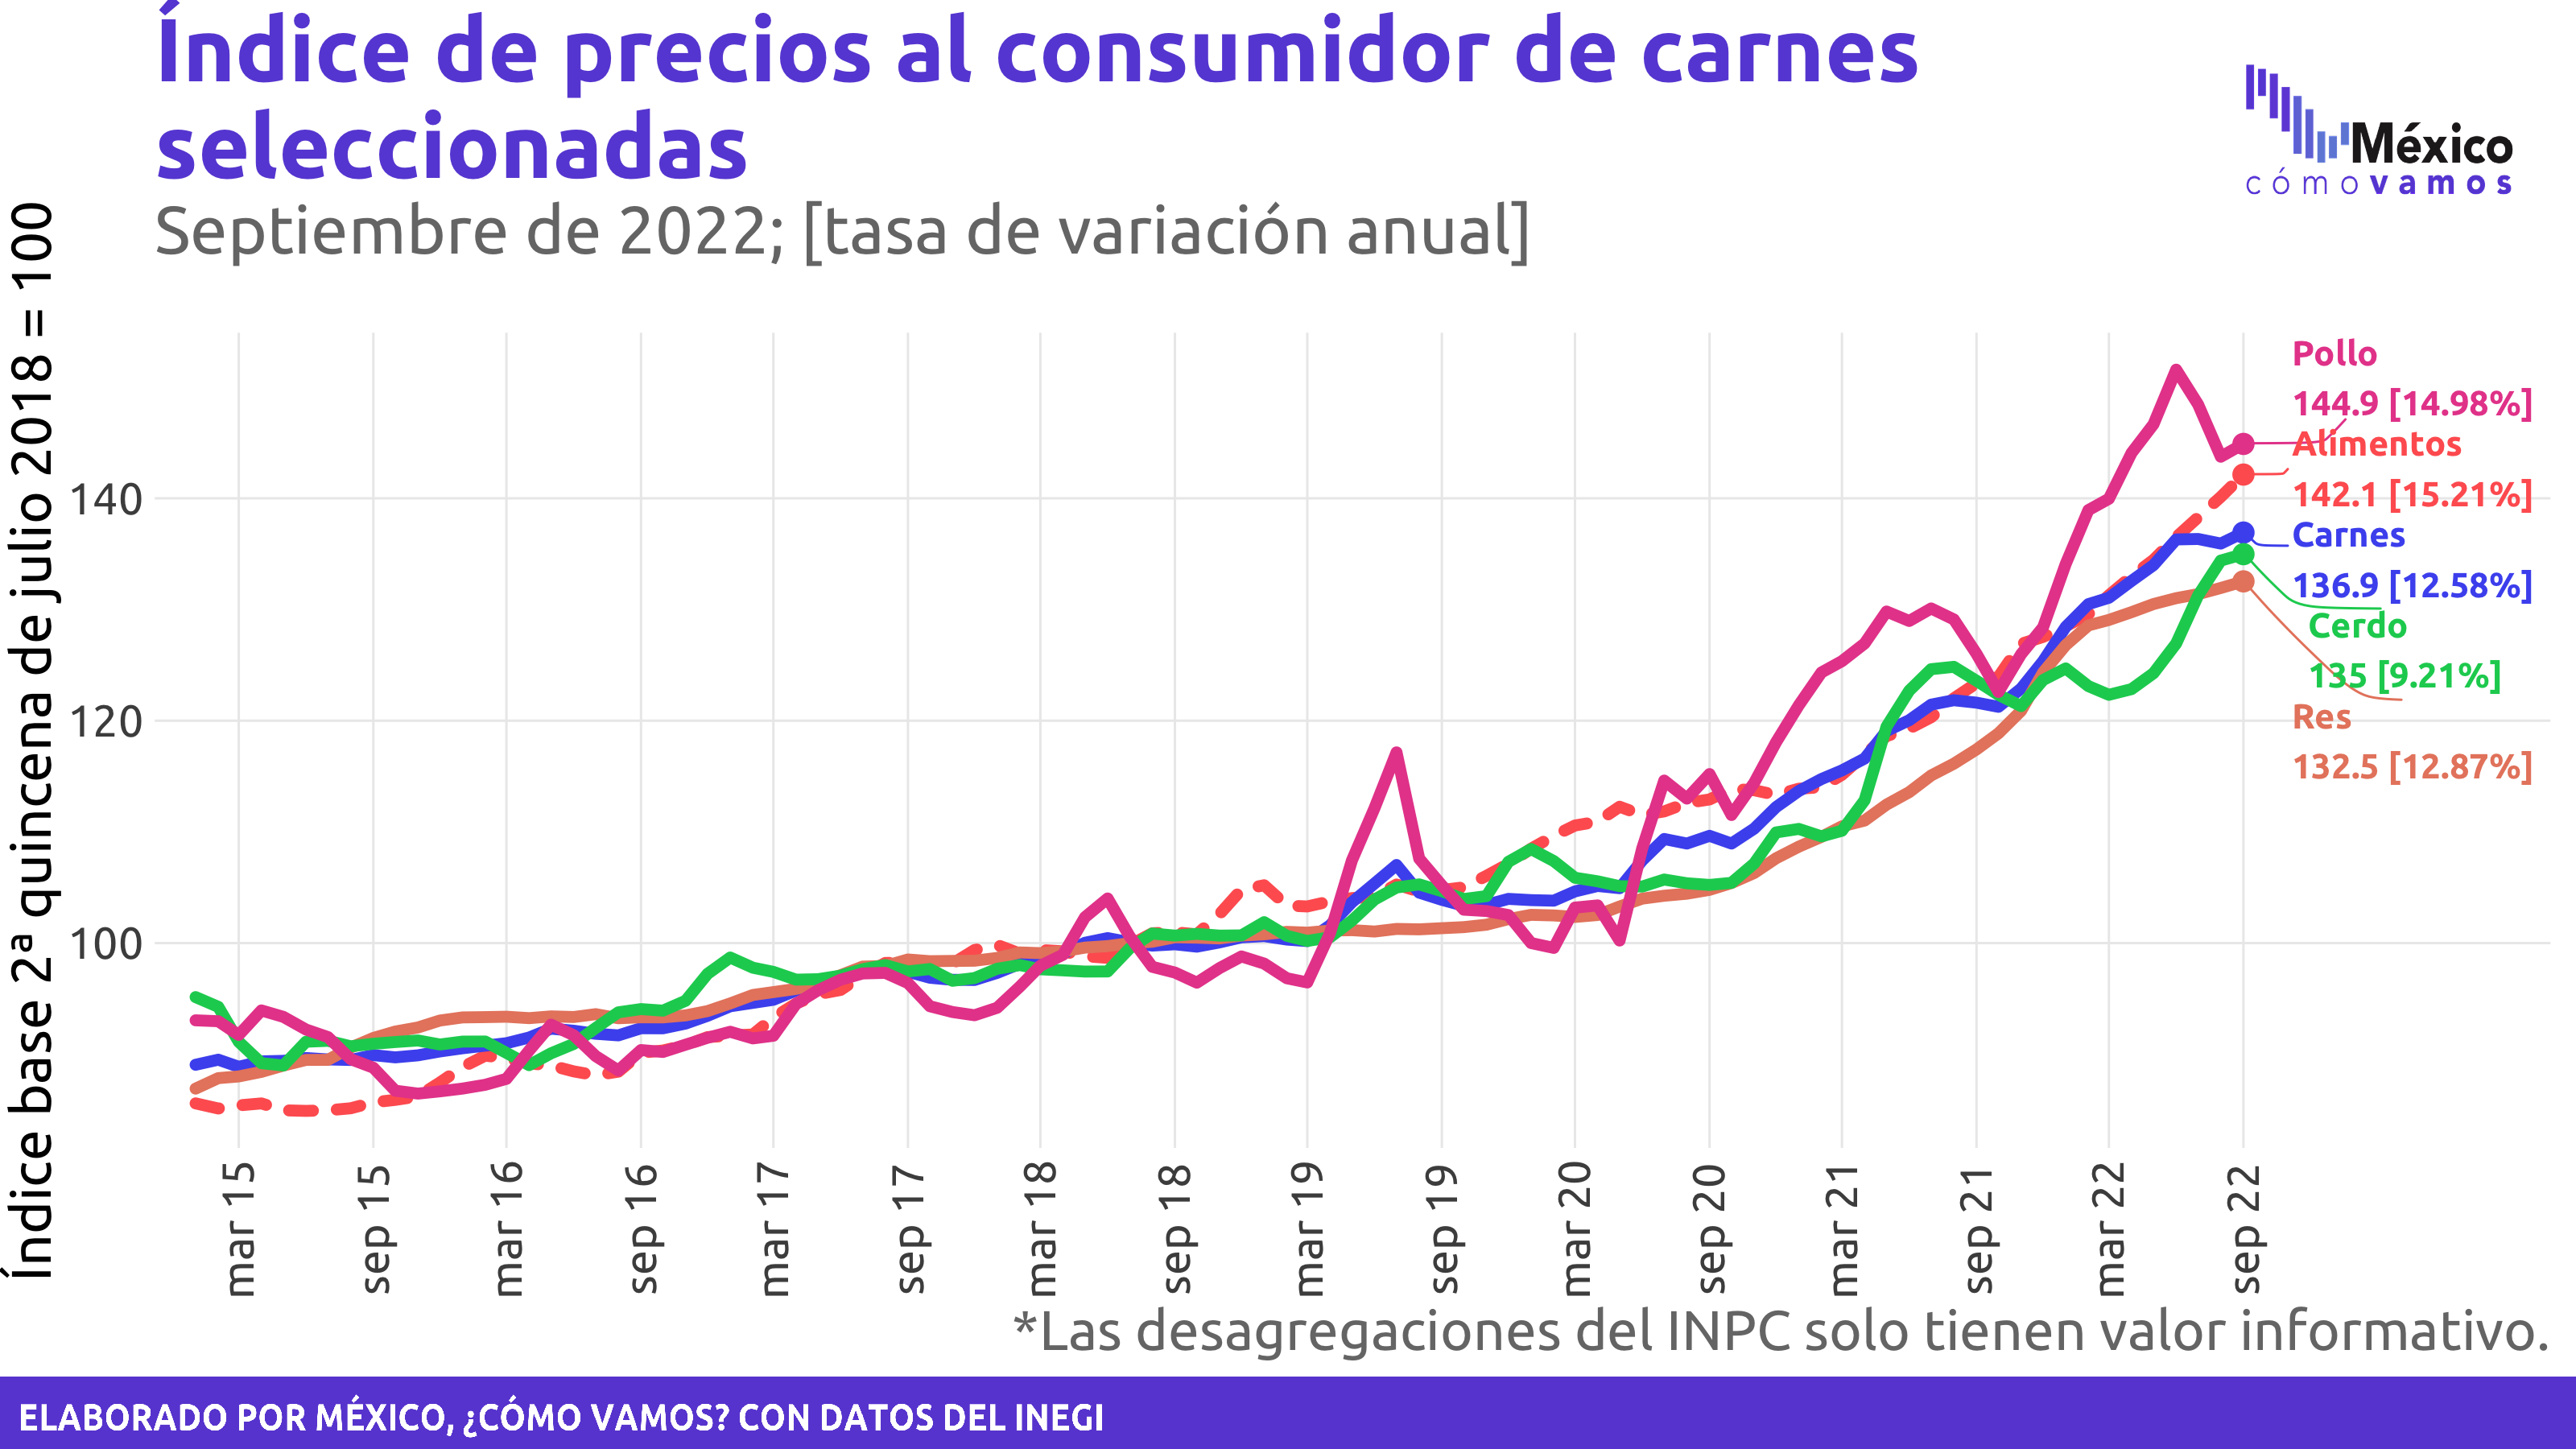 Índice de precios al consumidor de carnes
seleccionadas
Septiembre de 2022; [tasa de variación anual]
México
cómo vamos
Índice base 2ª quincena de julio 2018 = 100
140
120
100
Pollo
144.9 [14.98%]
Alimentos
142.1 [15.21%]
Carnes
136.9 [12.58%]
Cerdo
135 [9.21%]
Res
132.5 [12.87%]
mar 15
sep 15
mar 16
sep 16
mar 17
sep 17
mar 18
sep 18
mar 19
sep 19
mar 20
sep 20
mar 21
sep 21
mar 22
sep 22
*Las desagregaciones del INPC solo tienen valor informativo.
ELABORADO POR MÉXICO, ¿CÓMO VAMOS? CON DATOS DEL INEGI